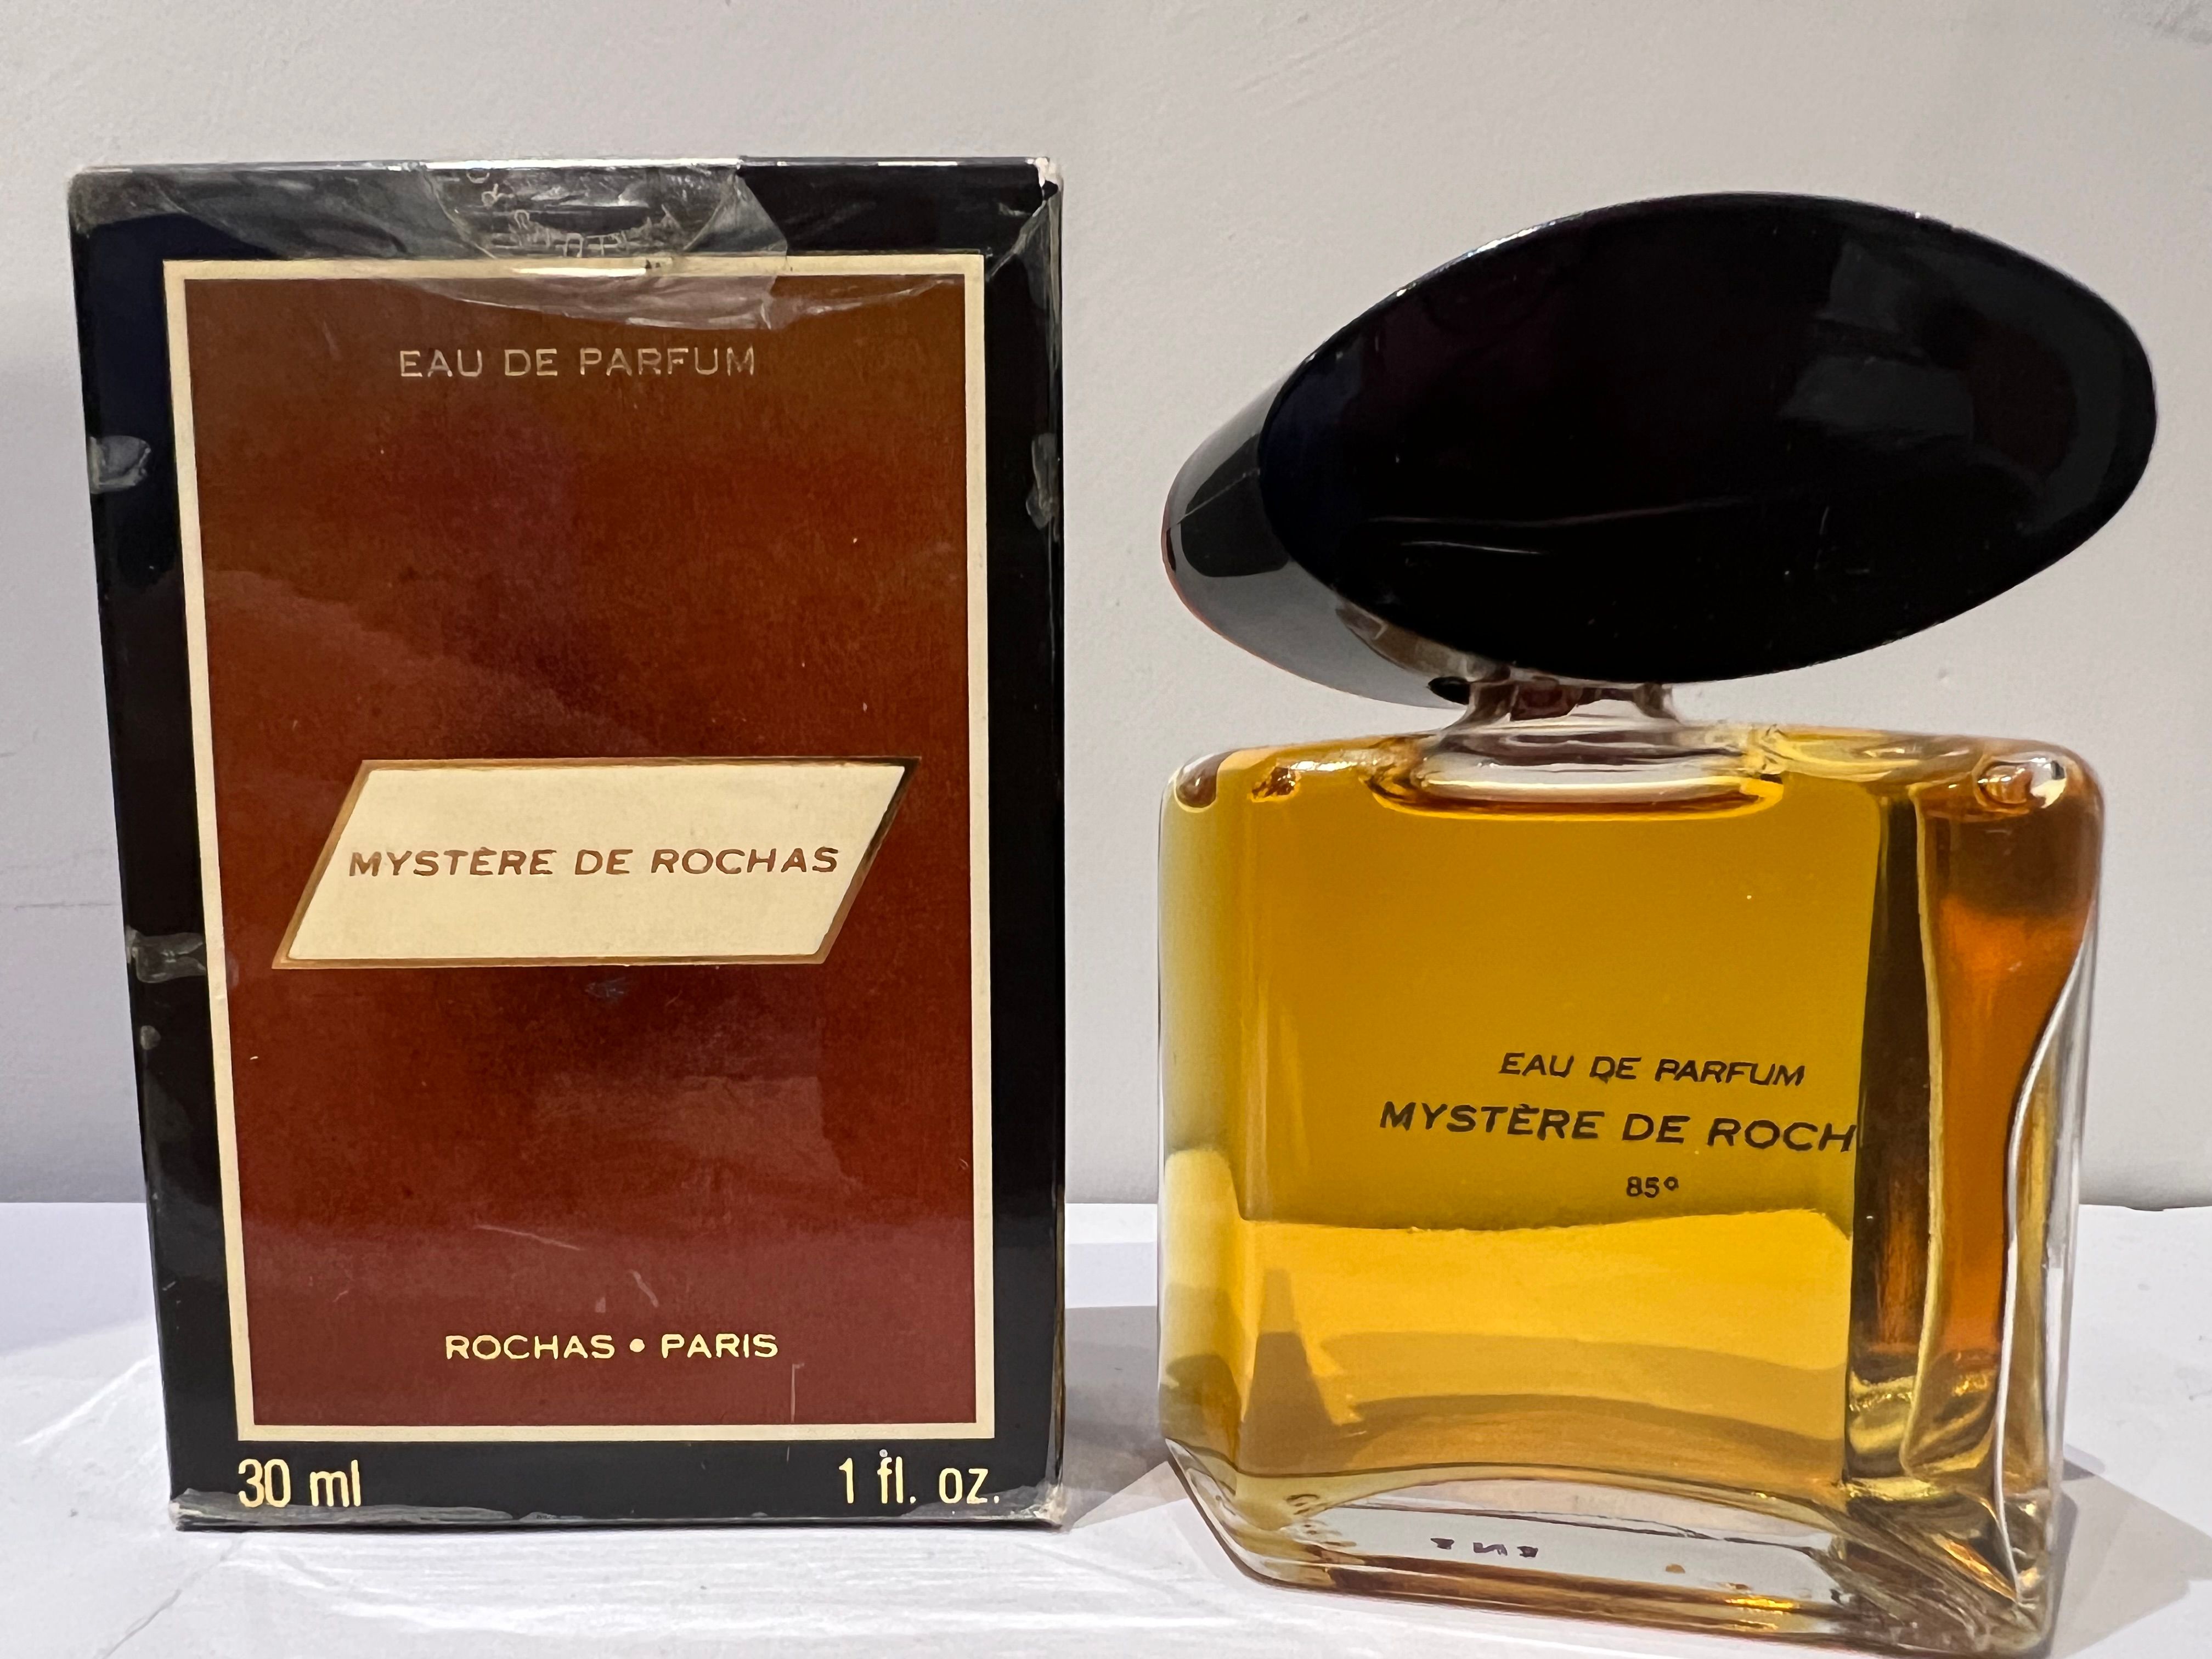 EAU DE PARFUM
MYSTÈRE DE ROCHAS
ROCHAS • PARIS
30 ml
1 fl. oz.
EAU DE PARFUM
MYSTÈRE DE ROCH
85°